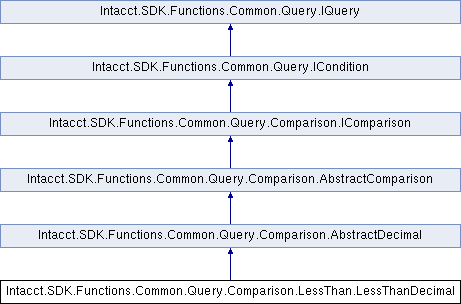 Intacct.SDK.Functions.Common.Query.IQuery
Intacct.SDK.Functions.Common.Query.ICondition
Intacct.SDK.Functions.Common.Query.Comparison.IComparison
Intacct.SDK.Functions.Common.Query.Comparison.AbstractComparison
Intacct.SDK.Functions.Common.Query.Comparison.AbstractDecimal
Intacct.SDK.Functions.Common.Query.Comparison.LessThan.LessThanDecimal